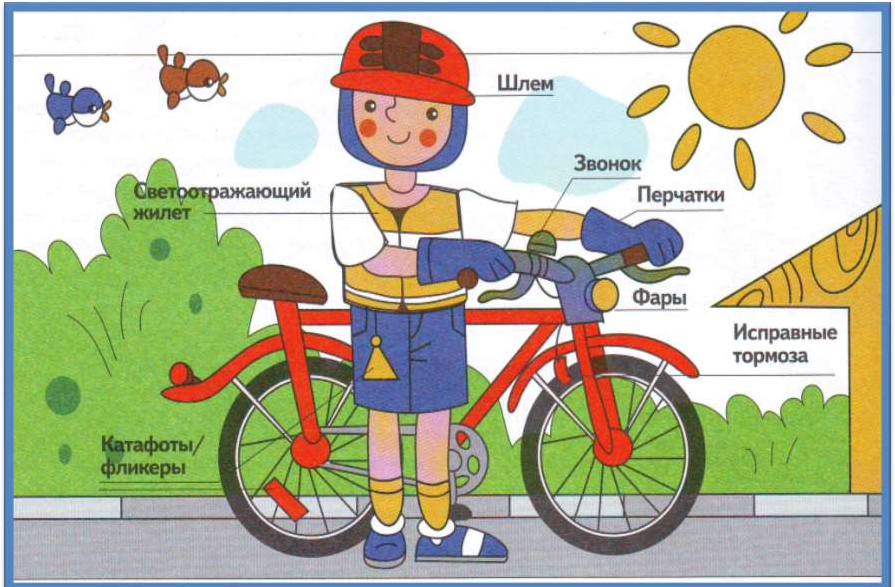 Шлем
Звонок
Светоотражающий
жилет
Перчатки
Фары
Исправные
тормоза
Катафоты/
фликеры